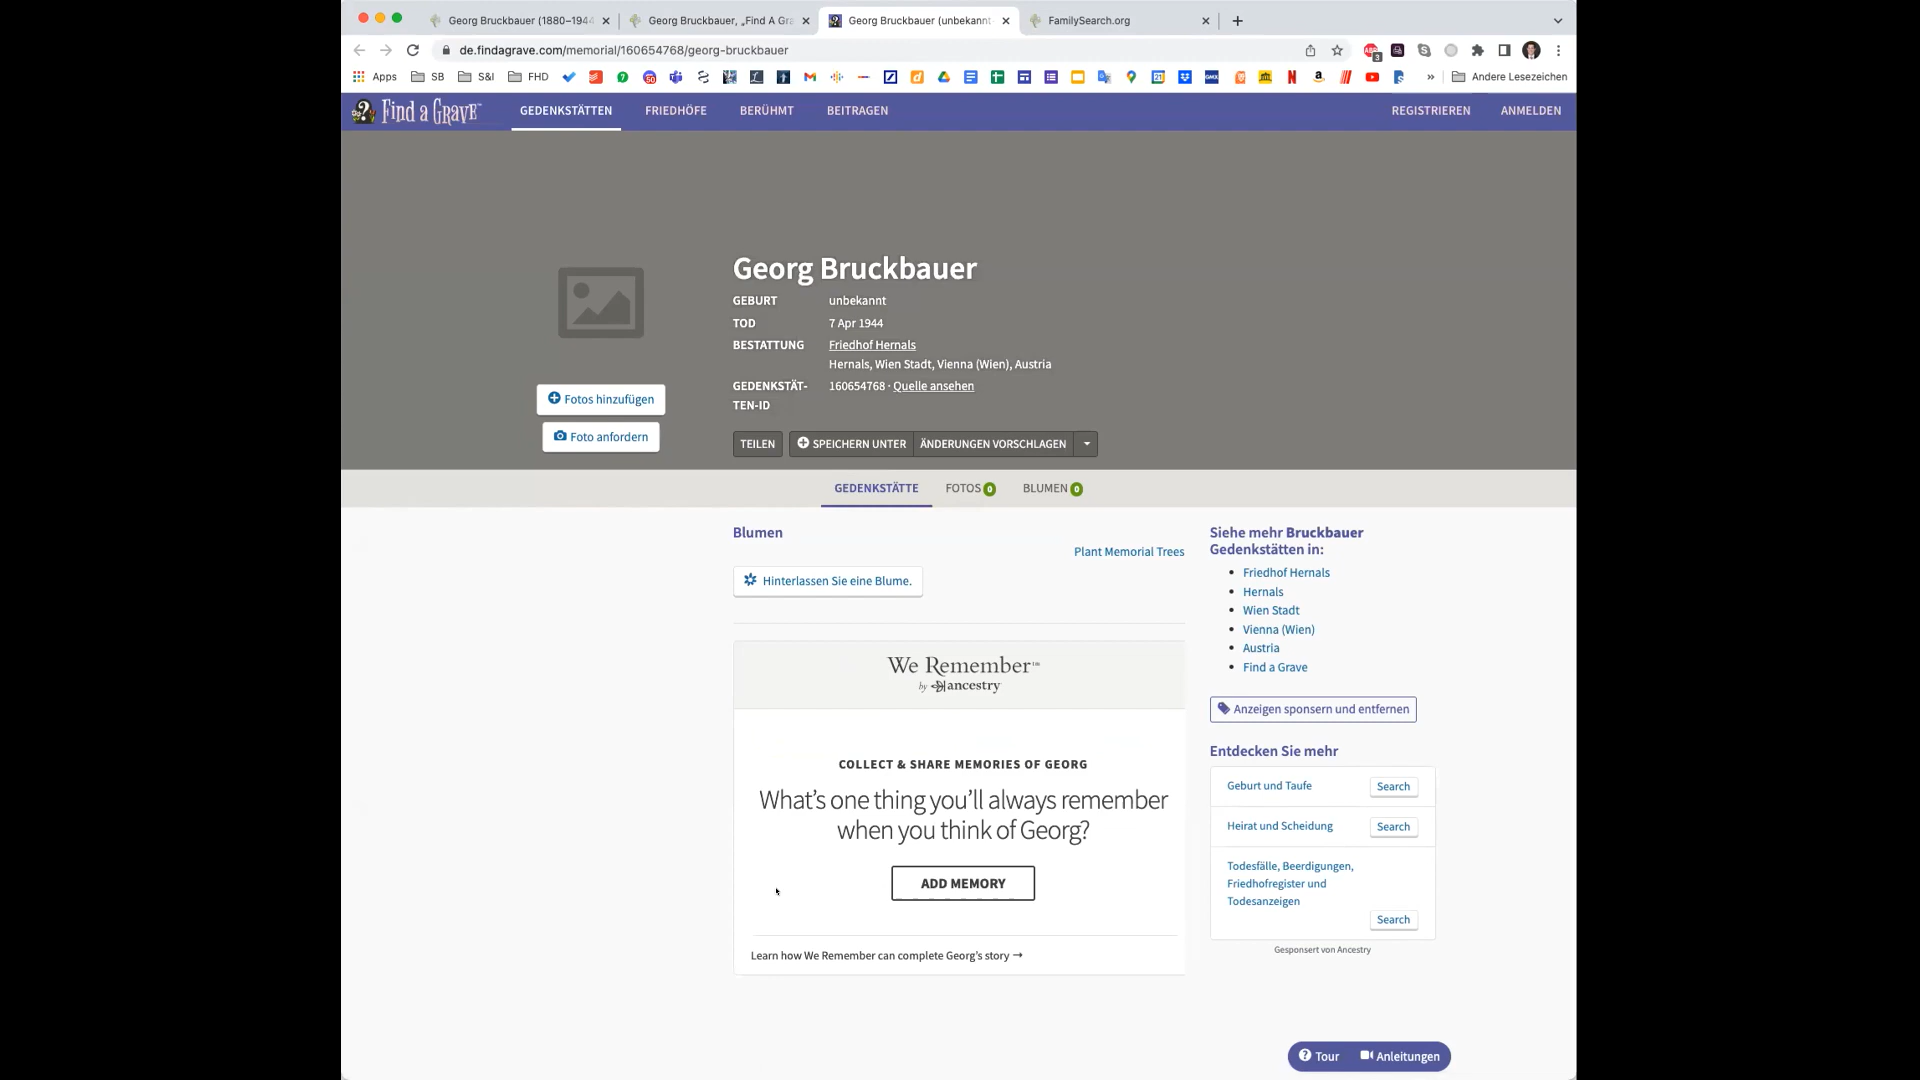 Georg Bruckbauer (1880–1944
Georg Bruckbauer, „Find A Gra
Georg Bruckbauer (unbekannt
FamilySearch.org
de.findagrave.com/memorial/160654768/georg-bruckbauer
Apps SB S&I FHD Andere Lesezeichen
Find a Grave GEDENKSTÄTTEN FRIEDHÖFE BERÜHMT BEITRAGEN REGISTRIEREN ANMELDEN
Georg Bruckbauer
GEBURT unbekannt
TOD 7 Apr 1944
BESTATTUNG Friedhof Hernals
Hernals, Wien Stadt, Vienna (Wien), Austria
GEDENKSTÄT- 160654768 · Quelle ansehen
TEN-ID
Fotos hinzufügen
Foto anfordern
TEILEN SPEICHERN UNTER ÄNDERUNGEN VORSCHLAGEN
GEDENKSTÄTTE FOTOS 0 BLUMEN 0
Blumen
Plant Memorial Trees
Hinterlassen Sie eine Blume.
We Remember™
by ancestry
COLLECT & SHARE MEMORIES OF GEORG
What's one thing you'll always remember
when you think of Georg?
ADD MEMORY
Learn how We Remember can complete Georg's story →
Siehe mehr Bruckbauer
Gedenkstätten in:
Friedhof Hernals
Hernals
Wien Stadt
Vienna (Wien)
Austria
Find a Grave
Anzeigen sponsern und entfernen
Entdecken Sie mehr
Geburt und Taufe Search
Heirat und Scheidung Search
Todesfälle, Beerdigungen,
Friedhofregister und
Todesanzeigen
Search
Gesponsert von Ancestry
Tour Anleitungen